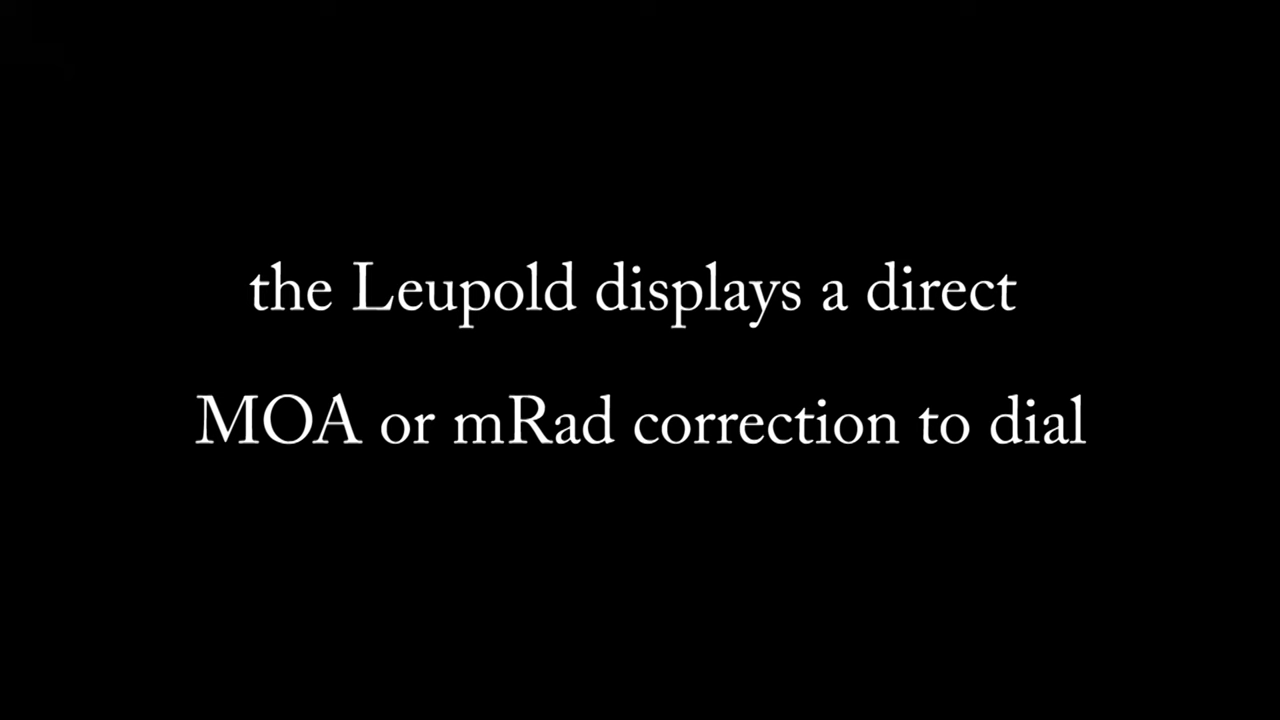 the Leupold displays a direct
MOA or mRad correction to dial